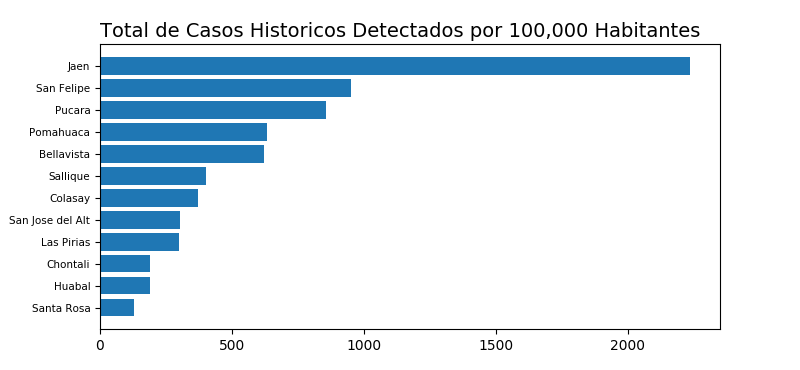 Total de Casos Historicos Detectados por 100,000 Habitantes
Jaen
San Felipe
Pucara
Pomahuaca
Bellavista
Sallique
Colasay
San Jose del Alt
Las Pirias
Chontali
Huabal
Santa Rosa
0 500 1000 1500 2000